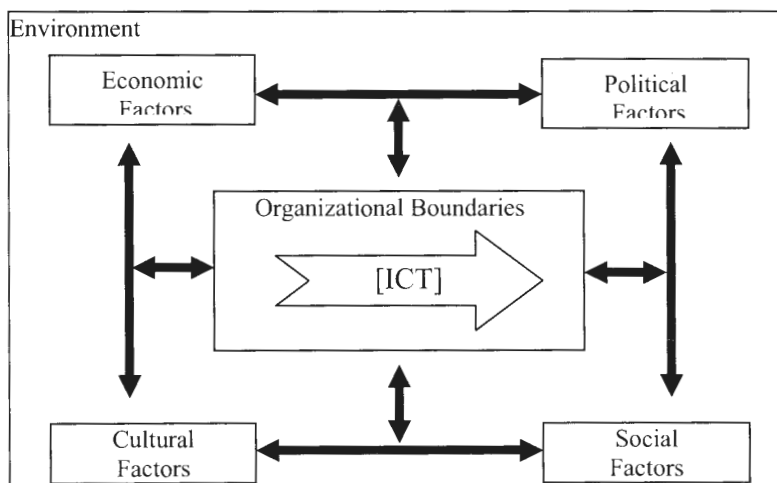 Environment
Economic
Factors
Political
Factors
Organizational Boundaries
[ICT]
Cultural
Factors
Social
Factors